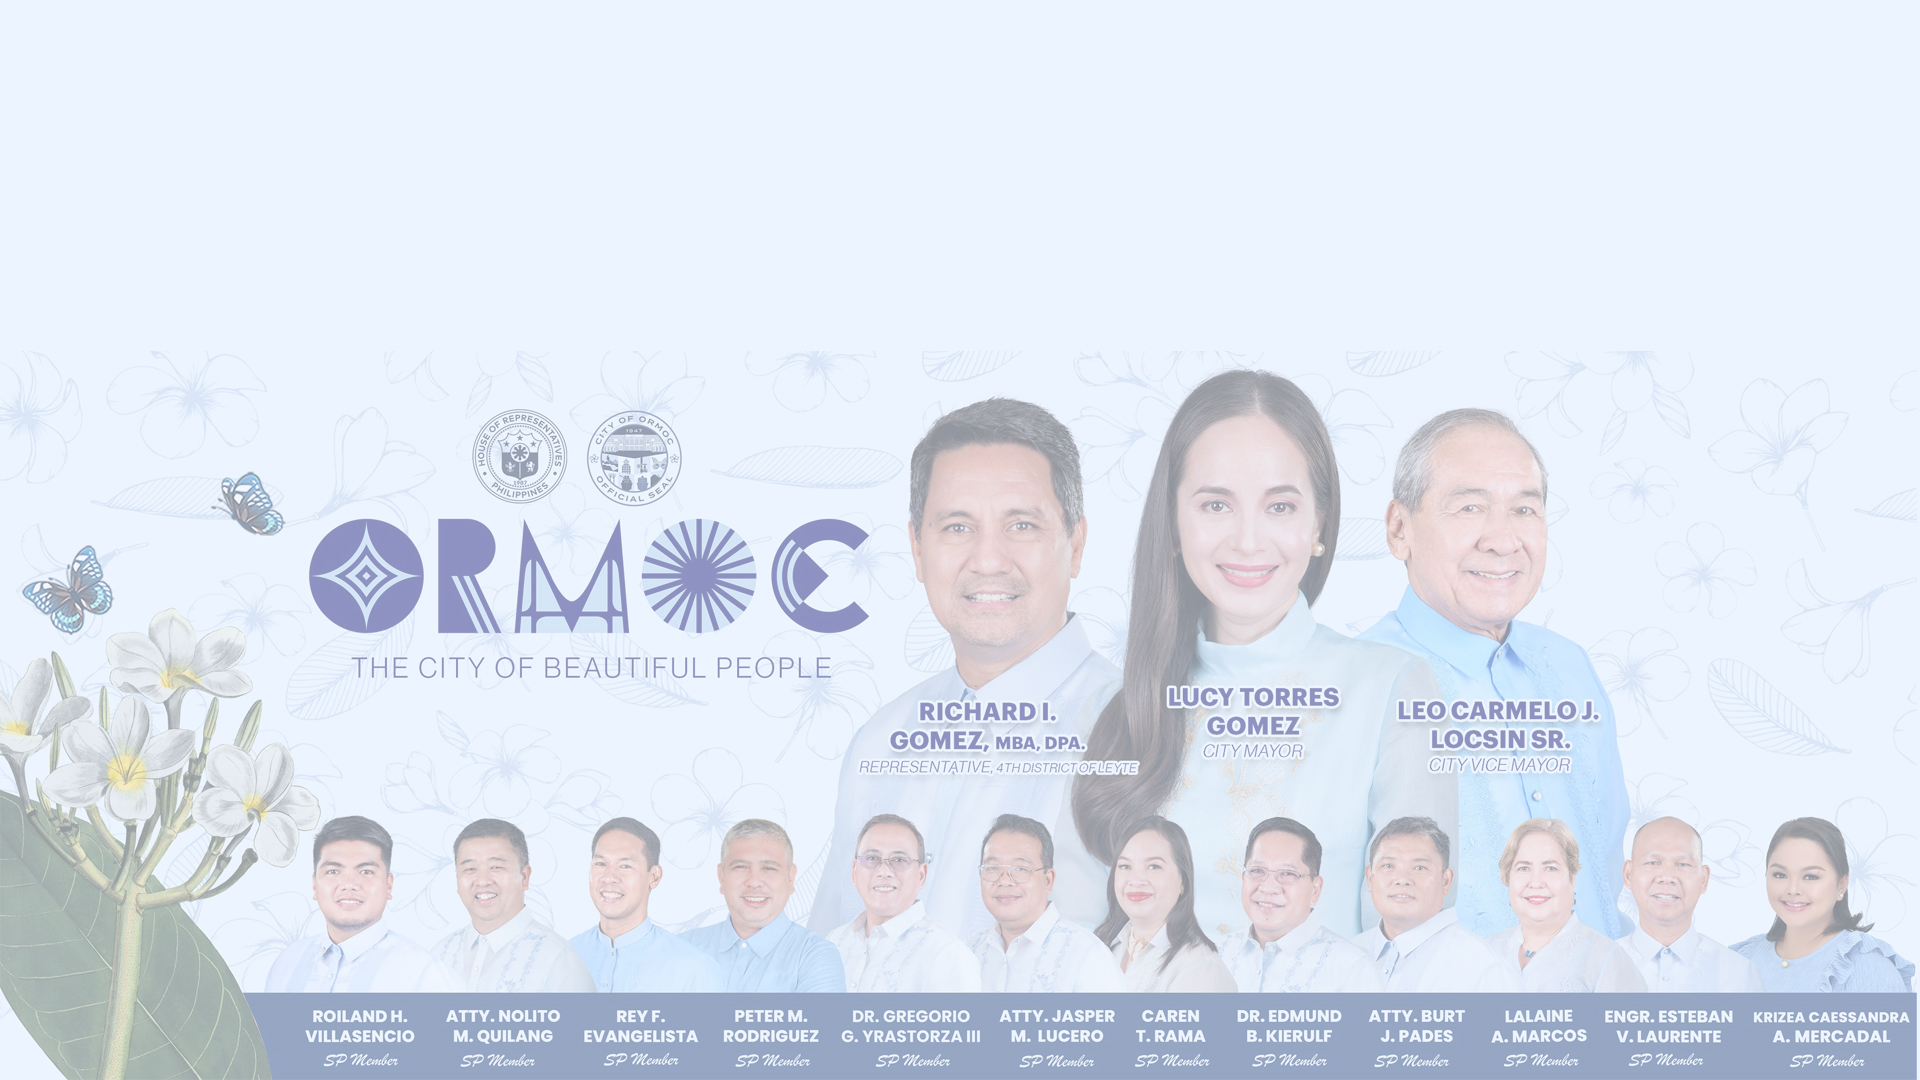 HOUSE OF REPRESENTATIVES
PHILIPPINES
1987
CITY OF ORMOC
1947
OFFICIAL SEAL
ORMOC
THE CITY OF BEAUTIFUL PEOPLE
RICHARD I.
GOMEZ, MBA, DPA.
REPRESENTATIVE, 4TH DISTRICT OF LEYTE
LUCY TORRES
GOMEZ
CITY MAYOR
LEO CARMELO J.
LOCSIN SR.
CITY VICE MAYOR
ROILAND H.
VILLASENCIO
SP Member
ATTY. NOLITO
M. QUILANG
SP Member
REY F.
EVANGELISTA
SP Member
PETER M.
RODRIGUEZ
SP Member
DR. GREGORIO
G. YRASTORZA III
SP Member
ATTY. JASPER
M. LUCERO
SP Member
CAREN
T. RAMA
SP Member
DR. EDMUND
B. KIERULF
SP Member
ATTY. BURT
J. PADES
SP Member
LALAINE
A. MARCOS
SP Member
ENGR. ESTEBAN
V. LAURENTE
SP Member
KRIZEA CAESSANDRA
A. MERCADAL
SP Member